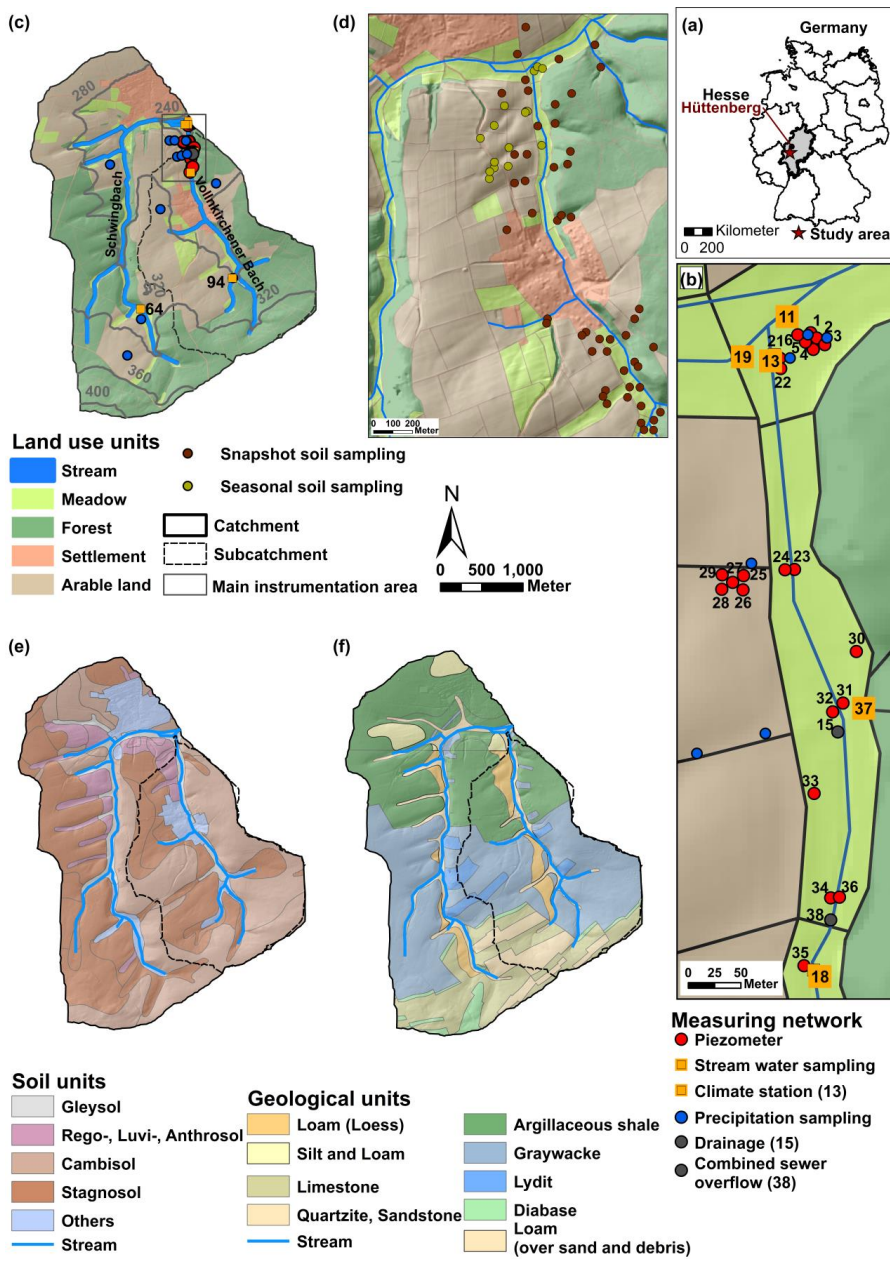 (c)
280
240
Schwingbach
Vollnkirchener Bach
94
320
320
64
360
400
(d)
0 100 200
Meter
(a)
Germany
Hesse
Hüttenberg
Kilometer
0 200
Study area
(b)
11
1
2
3
216
5
4
19
13
22
24 23
27
29
25
28
26
30
31
32
37
15
33
34
36
38
35
18
0 25 50
Meter
Land use units
Stream
Meadow
Forest
Settlement
Arable land
Snapshot soil sampling
Seasonal soil sampling
Catchment
Subcatchment
Main instrumentation area
N
0 500 1,000
Meter
(e)
(f)
Soil units
Gleysol
Rego-, Luvi-, Anthrosol
Cambisol
Stagnosol
Others
Stream
Geological units
Loam (Loess)
Silt and Loam
Limestone
Quartzite, Sandstone
Stream
Argillaceous shale
Graywacke
Lydit
Diabase
Loam
(over sand and debris)
Measuring network
Piezometer
Stream water sampling
Climate station (13)
Precipitation sampling
Drainage (15)
Combined sewer
overflow (38)